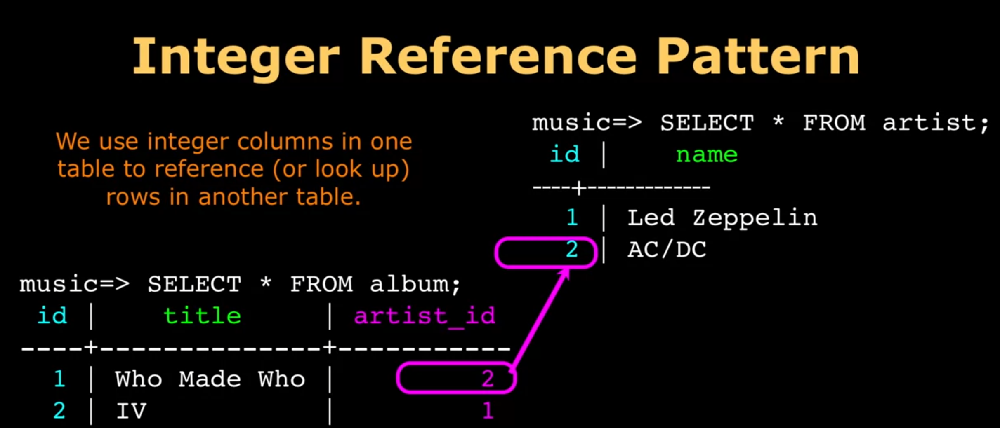 Integer Reference Pattern
We use integer columns in one
table to reference (or look up)
rows in another table.
music=> SELECT * FROM artist;
id | name
----+-------------
1 | Led Zeppelin
2 | AC/DC
music=> SELECT * FROM album;
id | title | artist_id
----+--------------+-----------
1 | Who Made Who | 2
2 | IV | 1